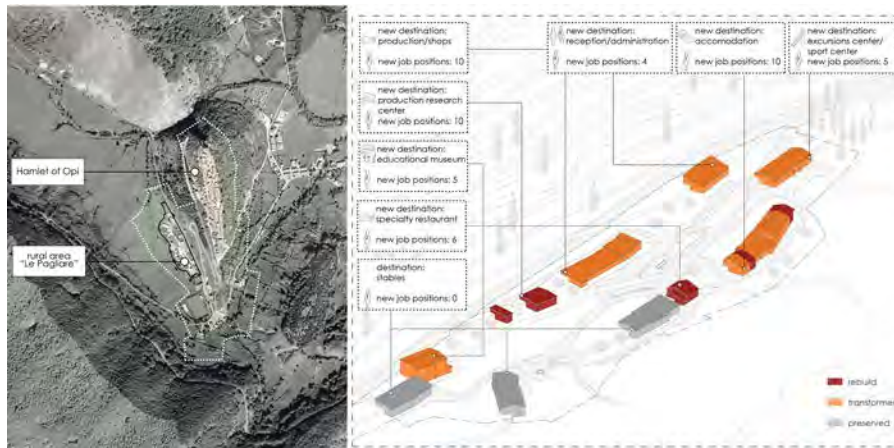 Hamlet of Opi
rural area
"Le Pagliare"
new destination:
production/shops
new job positions: 10
new destination:
reception/administration
new job positions: 4
new destination:
accomodation
new job positions: 10
new destination:
excursions center/
sport center
new job positions: 5
new destination:
production research
center
new job positions: 10
new destination:
educational museum
new job positions: 5
new destination:
specialty restaurant
new job positions: 6
destination:
stables
new job positions: 0
rebuild
transformed
preserved